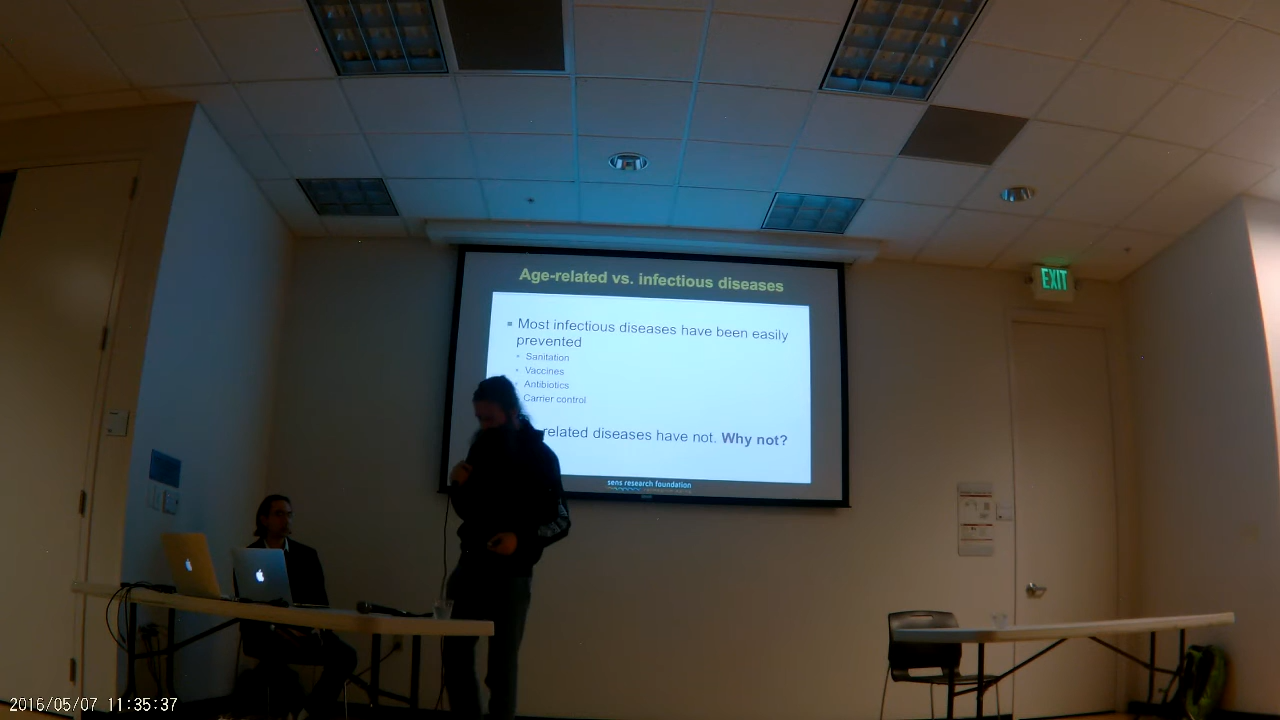 Age-related vs. infectious diseases
Most infectious diseases have been easily
prevented
Sanitation
Vaccines
Antibiotics
Carrier control
related diseases have not. Why not?
sens research foundation
EXIT
2016/05/07 11:35:37